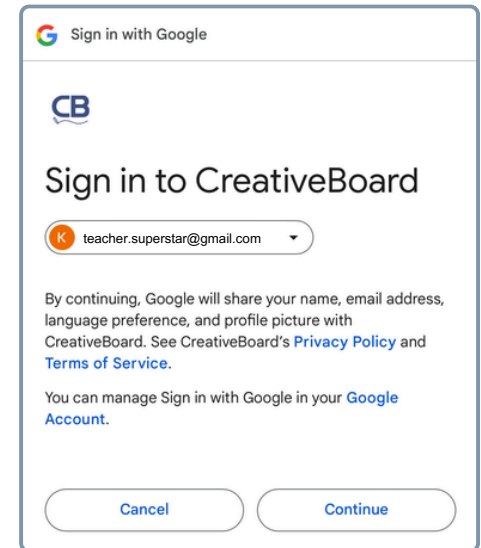 Sign in with Google
CB
Sign in to CreativeBoard
K teacher.superstar@gmail.com
By continuing, Google will share your name, email address,
language preference, and profile picture with
CreativeBoard. See CreativeBoard’s Privacy Policy and
Terms of Service.
You can manage Sign in with Google in your Google
Account.
Cancel Continue